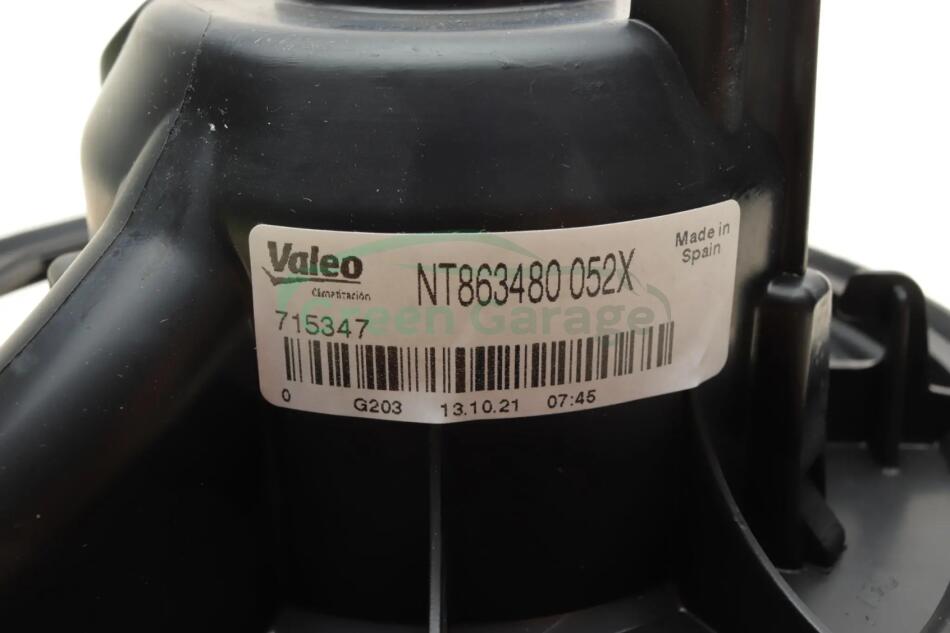 Valeo
Climatización
NT863480 052X
Made in
Spain
715347
Green Garage
0 G203 13.10.21 07:45